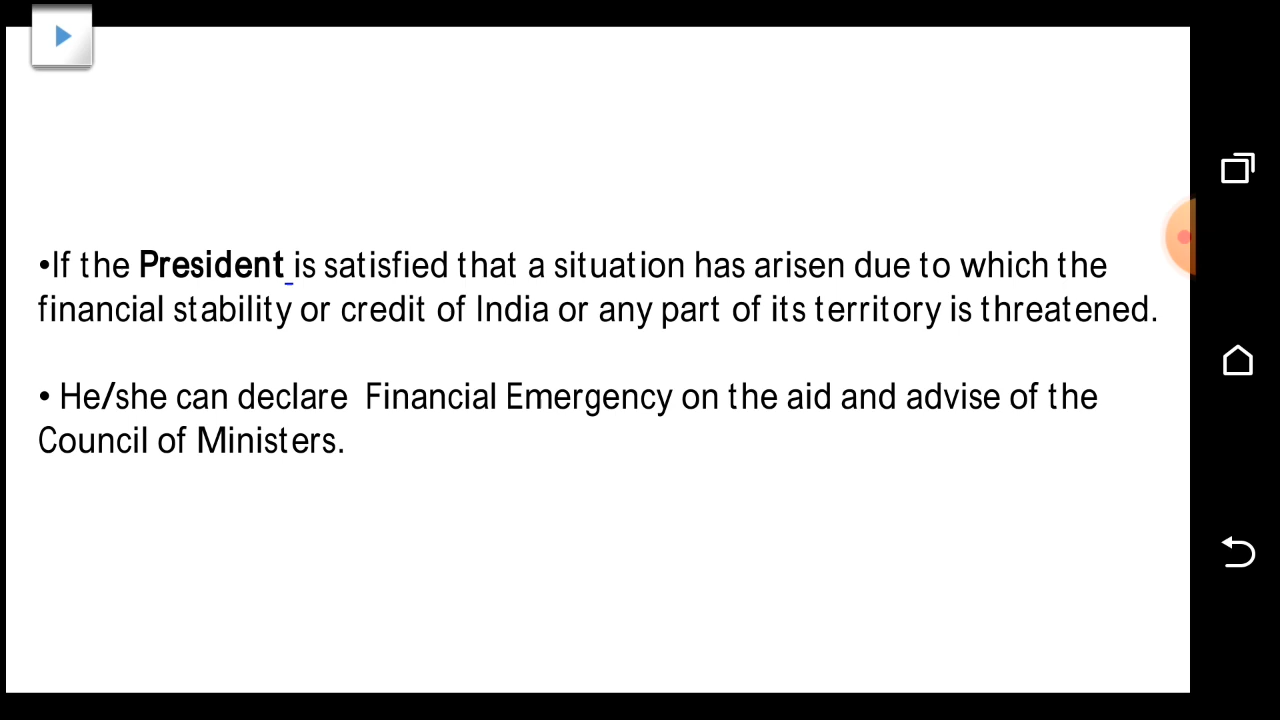 •If the President is satisfied that a situation has arisen due to which the
financial stability or credit of India or any part of its territory is threatened.
• He/she can declare  Financial Emergency on the aid and advise of the
Council of Ministers.